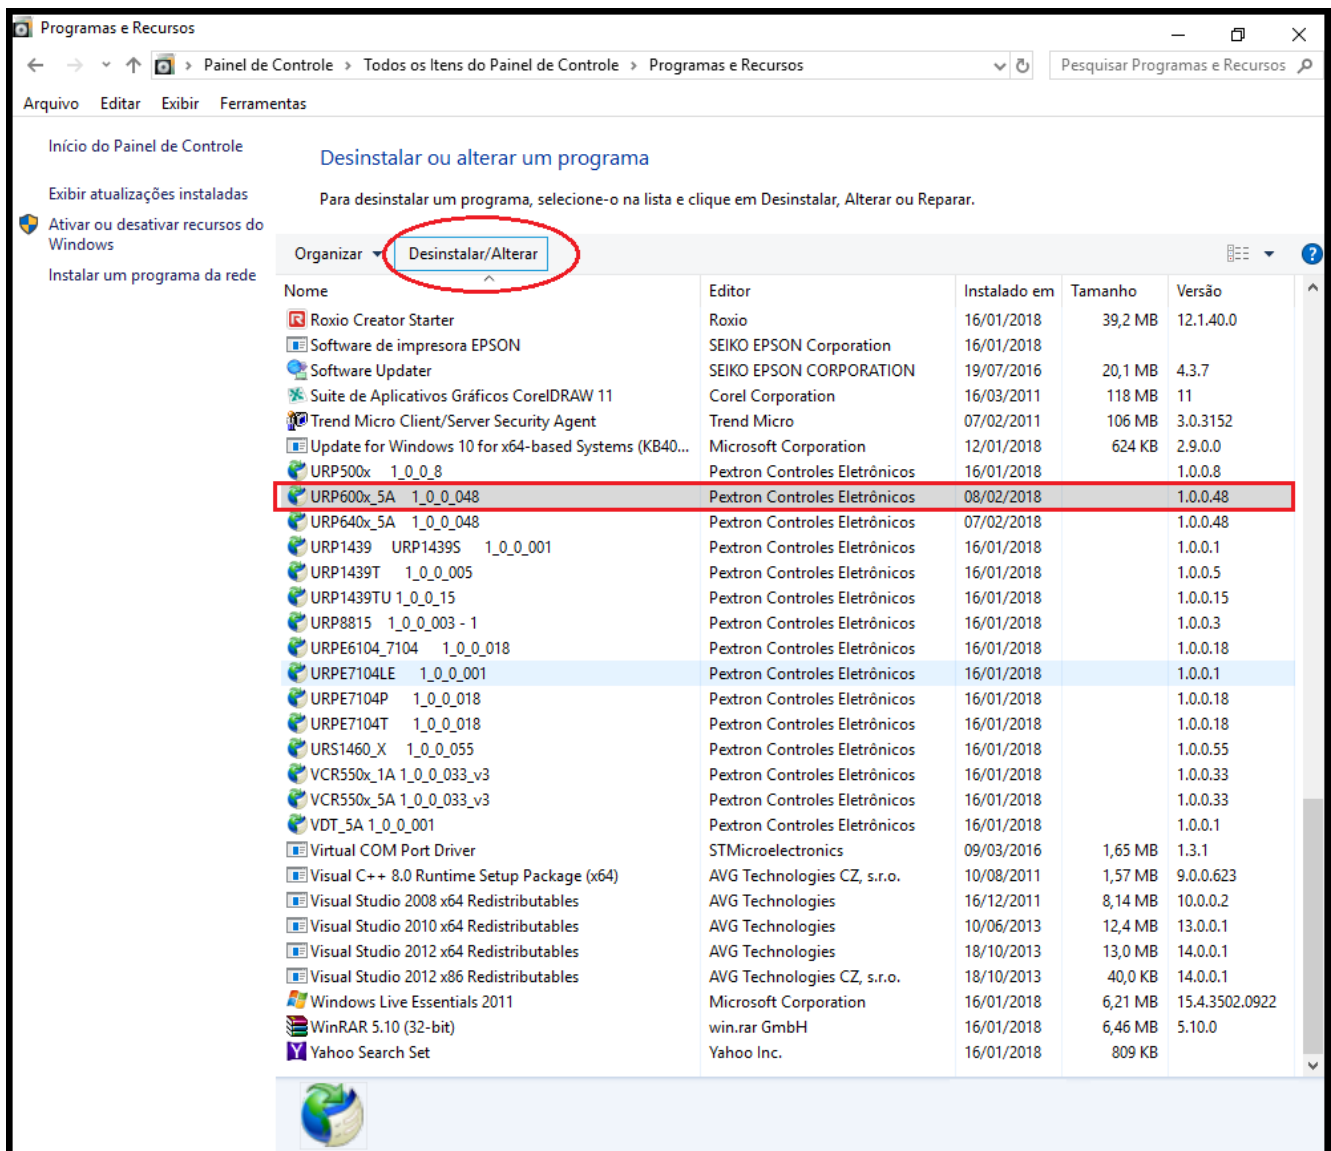 Programas e Recursos
Painel de Controle > Todos os Itens do Painel de Controle > Programas e Recursos
Pesquisar Programas e Recursos
Arquivo Editar Exibir Ferramentas
Início do Painel de Controle
Exibir atualizações instaladas
Ativar ou desativar recursos do
Windows
Instalar um programa da rede
Desinstalar ou alterar um programa
Para desinstalar um programa, selecione-o na lista e clique em Desinstalar, Alterar ou Reparar.
Organizar Desinstalar/Alterar ?
Nome Editor Instalado em Tamanho Versão
Roxio Creator Starter Roxio 16/01/2018 39,2 MB 12.1.40.0
Software de impresora EPSON SEIKO EPSON Corporation 16/01/2018
Software Updater SEIKO EPSON CORPORATION 19/07/2016 20,1 MB 4.3.7
Suite de Aplicativos Gráficos CorelDRAW 11 Corel Corporation 16/03/2011 118 MB 11
Trend Micro Client/Server Security Agent Trend Micro 07/02/2011 106 MB 3.0.3152
Update for Windows 10 for x64-based Systems (KB40... Microsoft Corporation 12/01/2018 624 KB 2.9.0.0
URP500x 1_0_0_8 Pextron Controles Eletrônicos 16/01/2018 1.0.0.8
URP600x_5A 1_0_0_048 Pextron Controles Eletrônicos 08/02/2018 1.0.0.48
URP640x_5A 1_0_0_048 Pextron Controles Eletrônicos 07/02/2018 1.0.0.48
URP1439 URP1439S 1_0_0_001 Pextron Controles Eletrônicos 16/01/2018 1.0.0.1
URP1439T 1_0_0_005 Pextron Controles Eletrônicos 16/01/2018 1.0.0.5
URP1439TU 1_0_0_15 Pextron Controles Eletrônicos 16/01/2018 1.0.0.15
URP8815 1_0_0_003 - 1 Pextron Controles Eletrônicos 16/01/2018 1.0.0.3
URPE6104_7104 1_0_0_018 Pextron Controles Eletrônicos 16/01/2018 1.0.0.18
URPE7104LE 1_0_0_001 Pextron Controles Eletrônicos 16/01/2018 1.0.0.1
URPE7104P 1_0_0_018 Pextron Controles Eletrônicos 16/01/2018 1.0.0.18
URPE7104T 1_0_0_018 Pextron Controles Eletrônicos 16/01/2018 1.0.0.18
URS1460_X 1_0_0_055 Pextron Controles Eletrônicos 16/01/2018 1.0.0.55
VCR550x_1A 1_0_0_033_v3 Pextron Controles Eletrônicos 16/01/2018 1.0.0.33
VCR550x_5A 1_0_0_033_v3 Pextron Controles Eletrônicos 16/01/2018 1.0.0.33
VDT_5A 1_0_0_001 Pextron Controles Eletrônicos 16/01/2018 1.0.0.1
Virtual COM Port Driver STMicroelectronics 09/03/2016 1,65 MB 1.3.1
Visual C++ 8.0 Runtime Setup Package (x64) AVG Technologies CZ, s.r.o. 10/08/2011 1,57 MB 9.0.0.623
Visual Studio 2008 x64 Redistributables AVG Technologies 16/12/2011 8,14 MB 10.0.0.2
Visual Studio 2010 x64 Redistributables AVG Technologies 10/06/2013 12,4 MB 13.0.0.1
Visual Studio 2012 x64 Redistributables AVG Technologies 18/10/2013 13,0 MB 14.0.0.1
Visual Studio 2012 x86 Redistributables AVG Technologies CZ, s.r.o. 18/10/2013 40,0 KB 14.0.0.1
Windows Live Essentials 2011 Microsoft Corporation 16/01/2018 6,21 MB 15.4.3502.0922
WinRAR 5.10 (32-bit) win.rar GmbH 16/01/2018 6,46 MB 5.10.0
Yahoo Search Set Yahoo Inc. 16/01/2018 809 KB